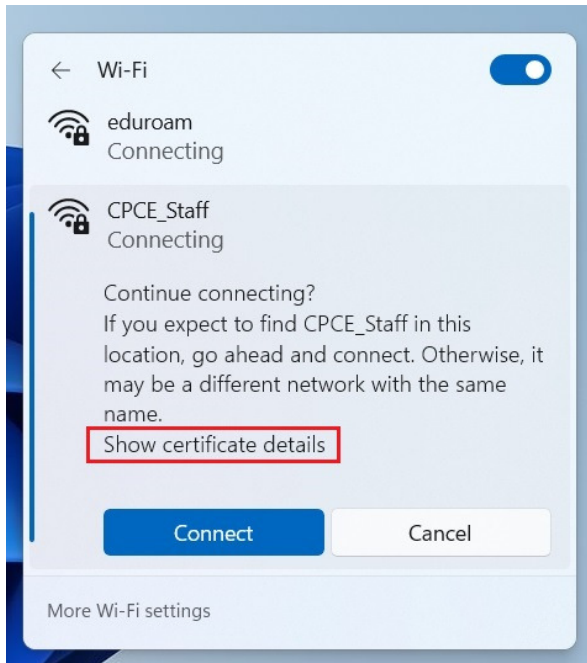 Wi-Fi
eduroam
Connecting
CPCE_Staff
Connecting
Continue connecting?
If you expect to find CPCE_Staff in this
location, go ahead and connect. Otherwise, it
may be a different network with the same
name.
Show certificate details
Connect
Cancel
More Wi-Fi settings